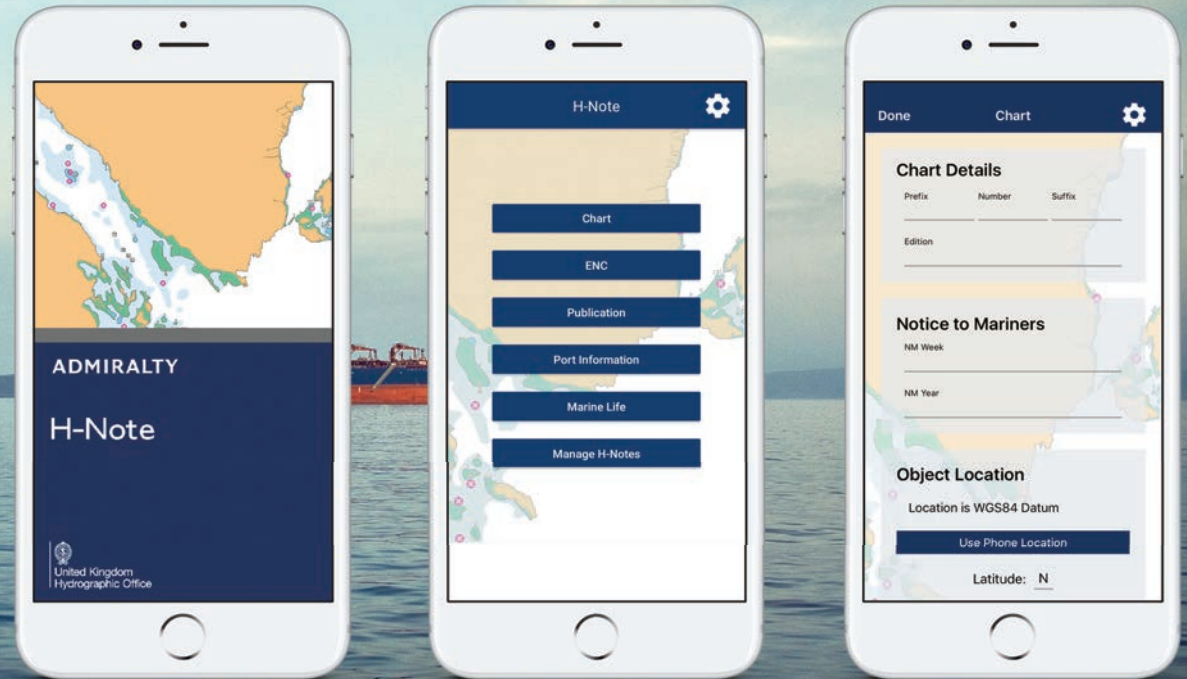 ADMIRALTY
H-Note
United Kingdom
Hydrographic Office
H-Note
Chart
ENC
Publication
Port Information
Marine Life
Manage H-Notes
Done Chart
Chart Details
Prefix Number Suffix
Edition
Notice to Mariners
NM Week
NM Year
Object Location
Location is WGS84 Datum
Use Phone Location
Latitude: N